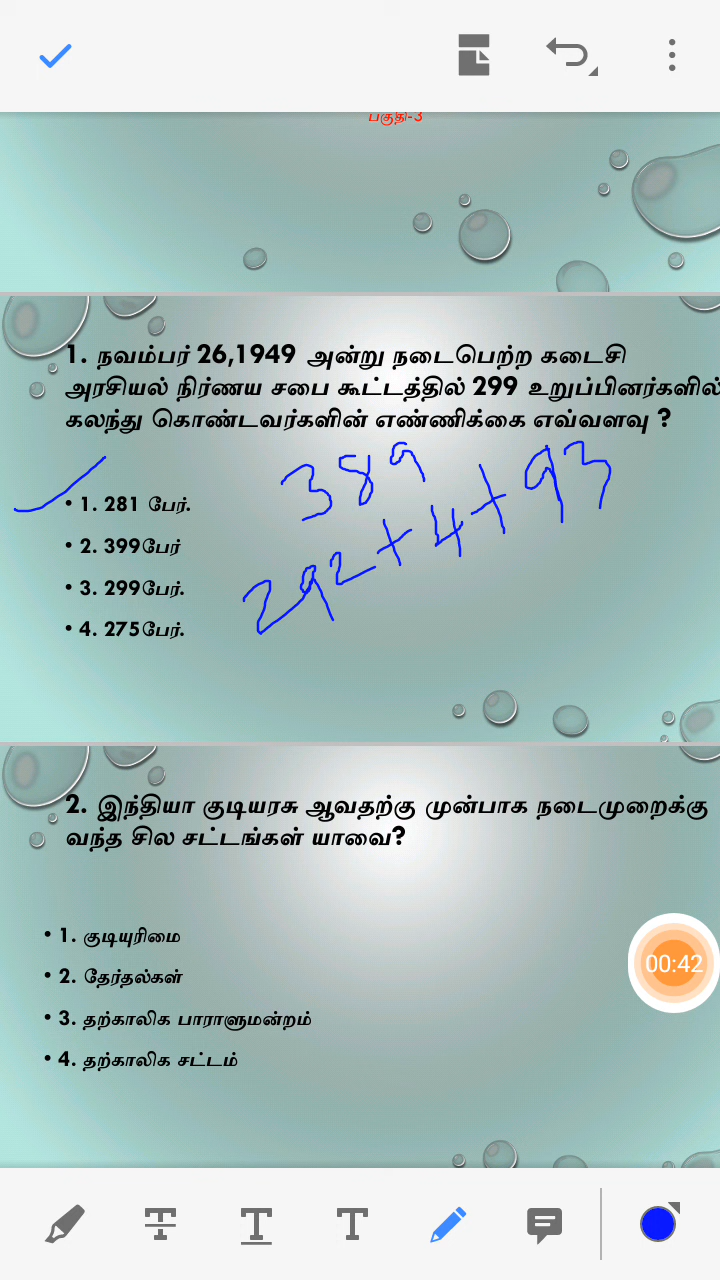 பகுதி-3
1. நவம்பர் 26,1949 அன்று நடைபெற்ற கடைசி
அரசியல் நிர்ணய சபை கூட்டத்தில் 299 உறுப்பினர்களில்
கலந்து கொண்டவர்களின் எண்ணிக்கை எவ்வளவு ?
389
• 1. 281 பேர்.
292+4+93
• 2. 399பேர்
• 3. 299பேர்.
• 4. 275பேர்.
2. இந்தியா குடியரசு ஆவதற்கு முன்பாக நடைமுறைக்கு
வந்த சில சட்டங்கள் யாவை?
• 1. குடியுரிமை
00:42
• 2. தேர்தல்கள்
• 3. தற்காலிக பாராளுமன்றம்
• 4. தற்காலிக சட்டம்
T T T